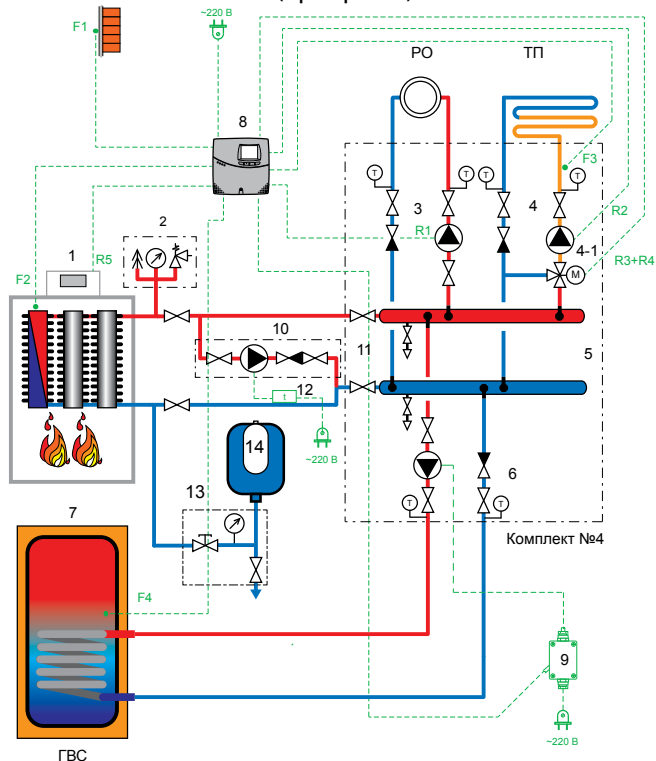 ~220 В
F1
РО
ТП
8
F3
3
4
R1
R2
4-1
R3+R4
M
2
1
F2
R5
10
11
5
12
t
~220 В
14
13
6
7
Комплект №4
F4
9
~220 В
ГВС
T
T
T
T
T
T